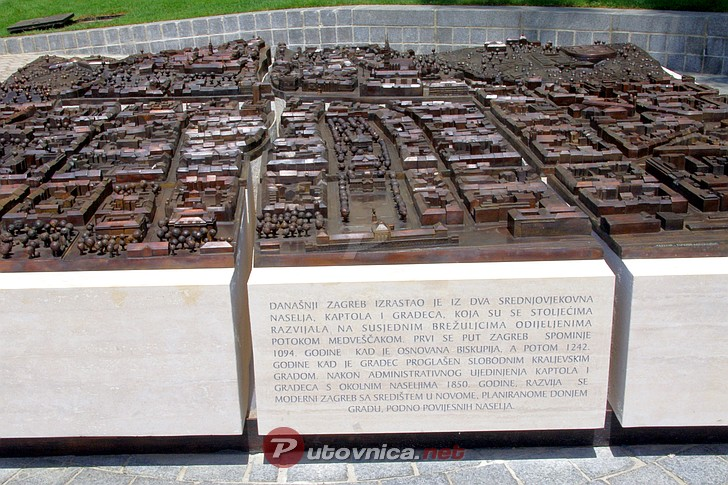 DANAŠNJI ZAGREB IZRASTAO JE IZ DVA SREDNJOVJEKOVNA
NASELJA, KAPTOLA I GRADECA, KOJA SU SE STOLJEĆIMA
RAZVIJALA NA SUSJEDNIM BREŽULJCIMA ODIJELJENIMA
POTOKOM MEDVEŠČAKOM. PRVI SE PUT ZAGREB SPOMINJE
1094. GODINE KAD JE OSNOVANA BISKUPIJA, A POTOM 1242.
GODINE KAD JE GRADEC PROGLAŠEN SLOBODNIM KRALJEVSKIM
GRADOM. NAKON ADMINISTRATIVNOG UJEDINJENJA KAPTOLA I
GRADECA S OKOLNIM NASELJIMA 1850. GODINE, RAZVIJA SE
MODERNI ZAGREB SA SREDIŠTEM U NOVOME, PLANIRANOME DONJEM
GRADU, PODNO POVIJESNIH NASELJA.
Putovnica.net